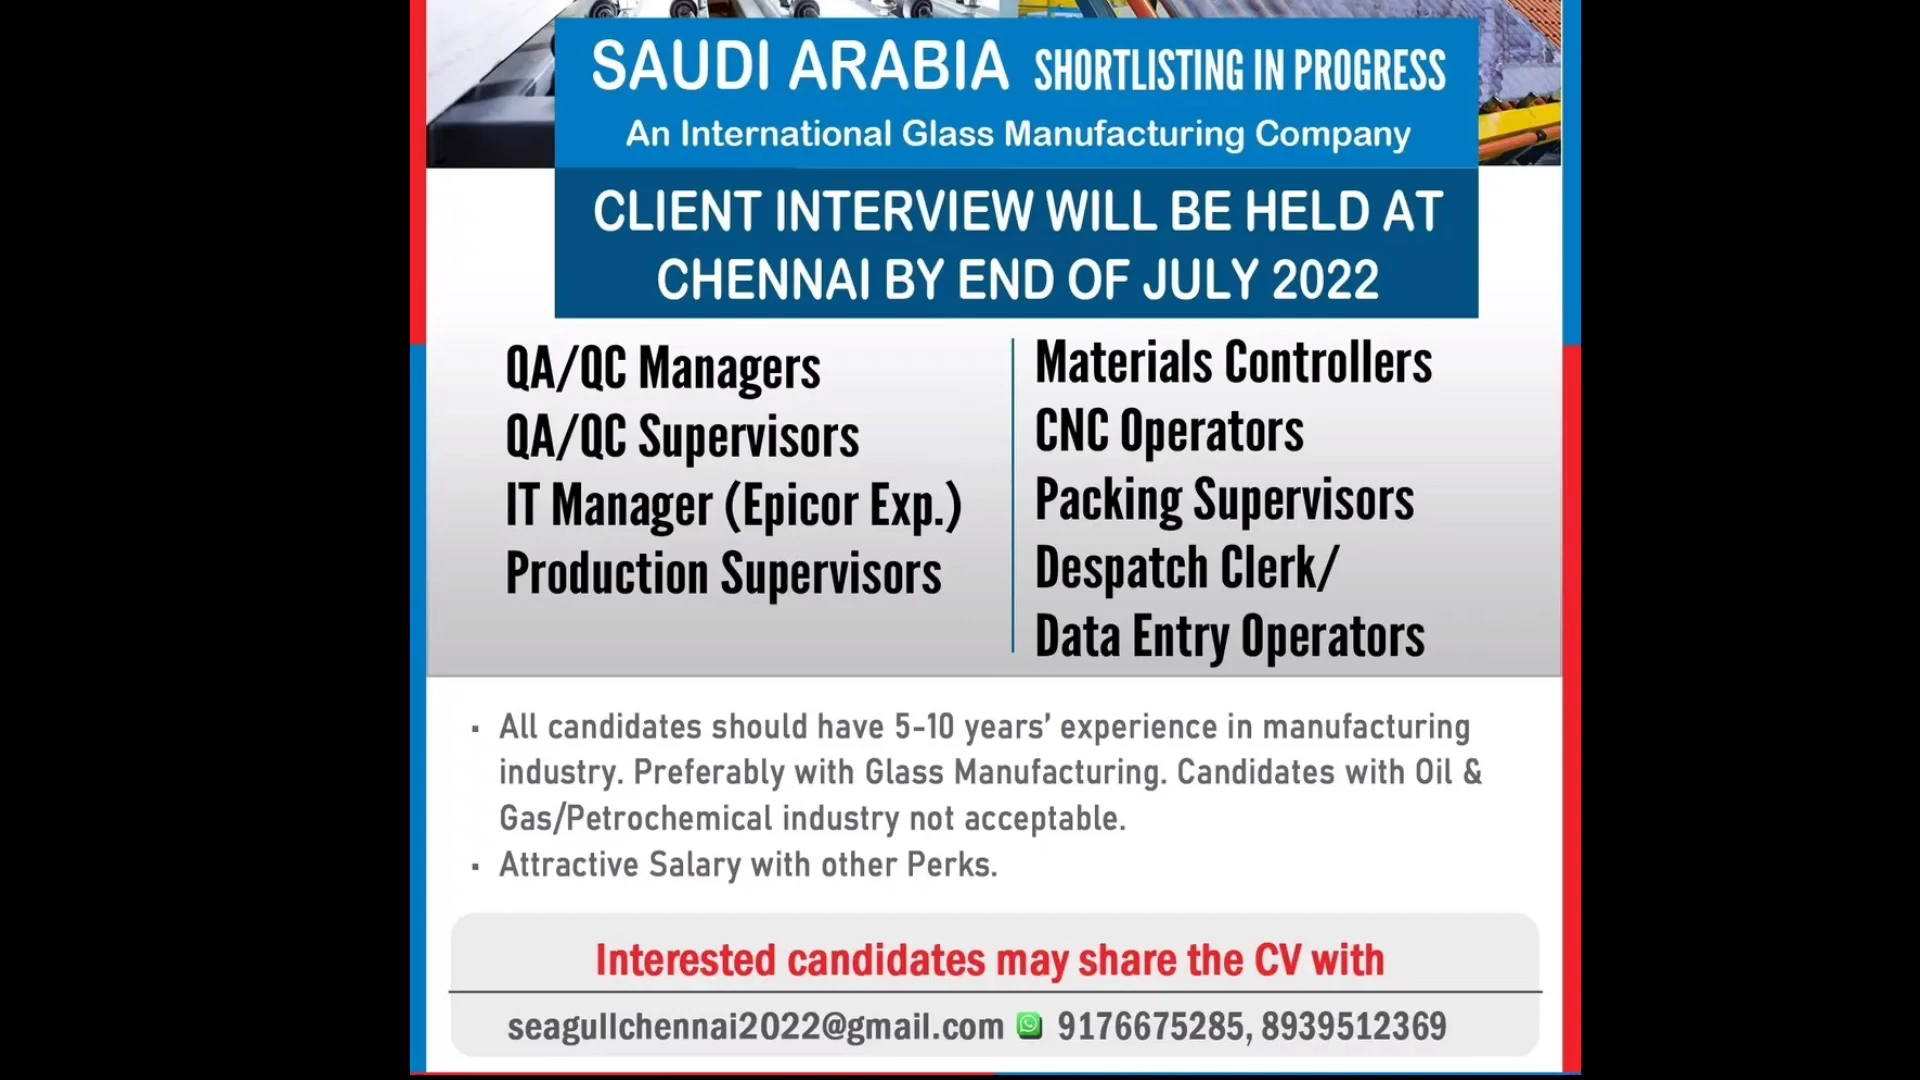 SAUDI ARABIA SHORTLISTING IN PROGRESS
An International Glass Manufacturing Company
CLIENT INTERVIEW WILL BE HELD AT
CHENNAI BY END OF JULY 2022
QA/QC Managers
QA/QC Supervisors
IT Manager (Epicor Exp.)
Production Supervisors
Materials Controllers
CNC Operators
Packing Supervisors
Despatch Clerk/
Data Entry Operators
· All candidates should have 5-10 years’ experience in manufacturing
industry. Preferably with Glass Manufacturing. Candidates with Oil &
Gas/Petrochemical industry not acceptable.
· Attractive Salary with other Perks.
Interested candidates may share the CV with
seagullchennai2022@gmail.com 9176675285, 8939512369